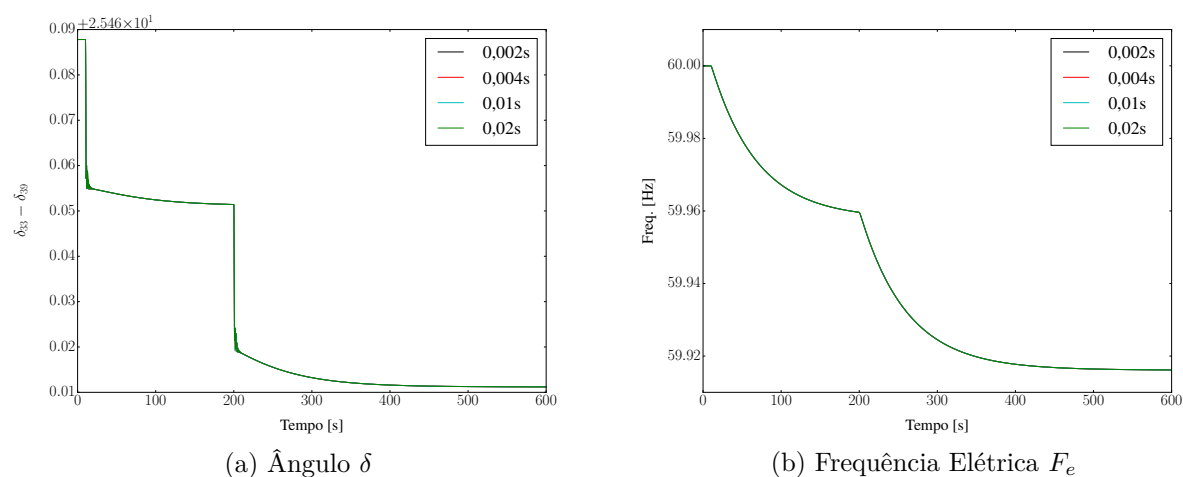 +2.546×10¹
0.09
0.08
0.07
0.06
0.05
0.04
0.03
0.02
0.01
0 100 200 300 400 500 600
δ₃₃ − δ₃₉
Tempo [s]
0,002s
0,004s
0,01s
0,02s
(a) Ângulo δ
60.00
59.98
59.96
59.94
59.92
0 100 200 300 400 500 600
Freq. [Hz]
Tempo [s]
0,002s
0,004s
0,01s
0,02s
(b) Frequência Elétrica Fₑ